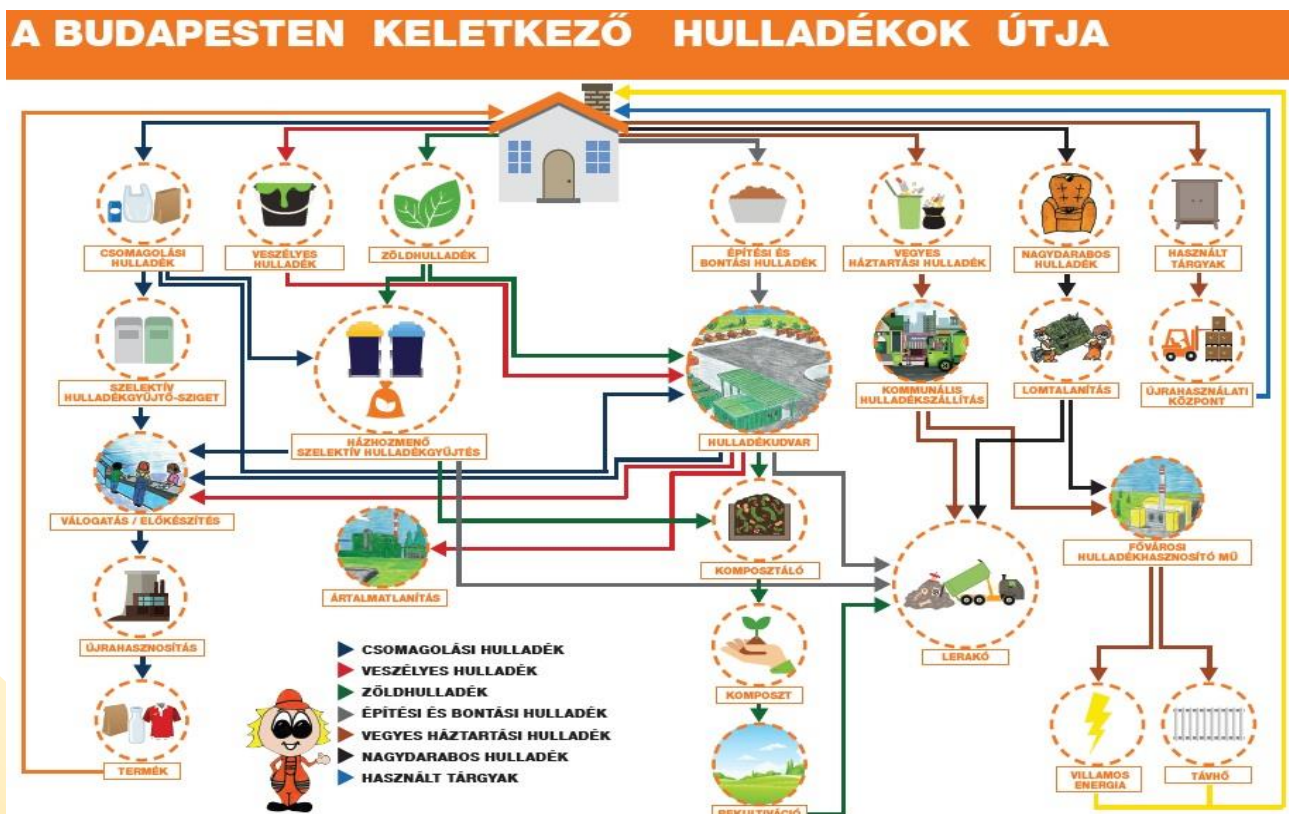 A BUDAPESTEN KELETKEZŐ HULLADÉKOK ÚTJA
CSOMAGOLÁSI
HULLADÉK
VESZÉLYES
HULLADÉK
ZÖLDHULLADÉK
ÉPÍTÉSI ÉS
BONTÁSI HULLADÉK
VEGYES
HÁZTARTÁSI HULLADÉK
NAGYDARABOS
HULLADÉK
HASZNÁLT
TÁRGYAK
SZELEKTÍV
HULLADÉKGYŰJTŐ-SZIGET
HÁZHOZMENŐ
SZELEKTÍV HULLADÉKGYŰJTÉS
HULLADÉKUDVAR
KOMMUNÁLIS
HULLADÉKSZÁLLÍTÁS
LOMTALANÍTÁS
ÚJRAHASZNÁLATI
KÖZPONT
VÁLOGATÁS / ELŐKÉSZÍTÉS
ÁRTALMATLANÍTÁS
KOMPOSZTÁLÓ
FŐVÁROSI
HULLADÉKHASZNOSÍTÓ MŰ
ÚJRAHASZNOSÍTÁS
KOMPOSZT
LERAKÓ
TERMÉK
REKULTIVÁCIÓ
VILLAMOS
ENERGIA
TÁVHŐ
CSOMAGOLÁSI HULLADÉK
VESZÉLYES HULLADÉK
ZÖLDHULLADÉK
ÉPÍTÉSI ÉS BONTÁSI HULLADÉK
VEGYES HÁZTARTÁSI HULLADÉK
NAGYDARABOS HULLADÉK
HASZNÁLT TÁRGYAK